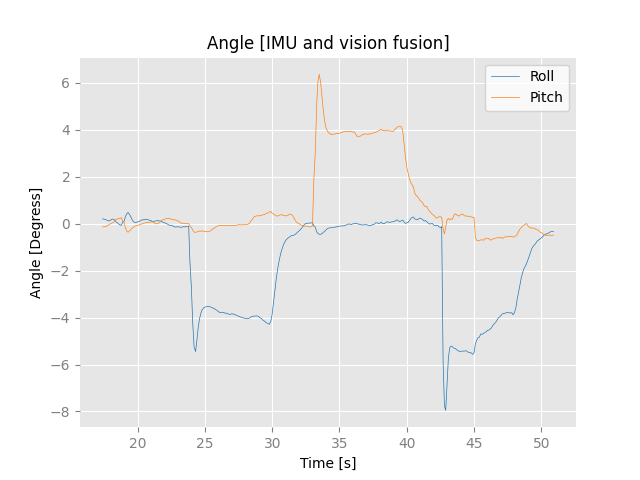 Angle [IMU and vision fusion]
Roll
Pitch
6
4
2
0
−2
−4
−6
−8
Angle [Degress]
20 25 30 35 40 45 50
Time [s]